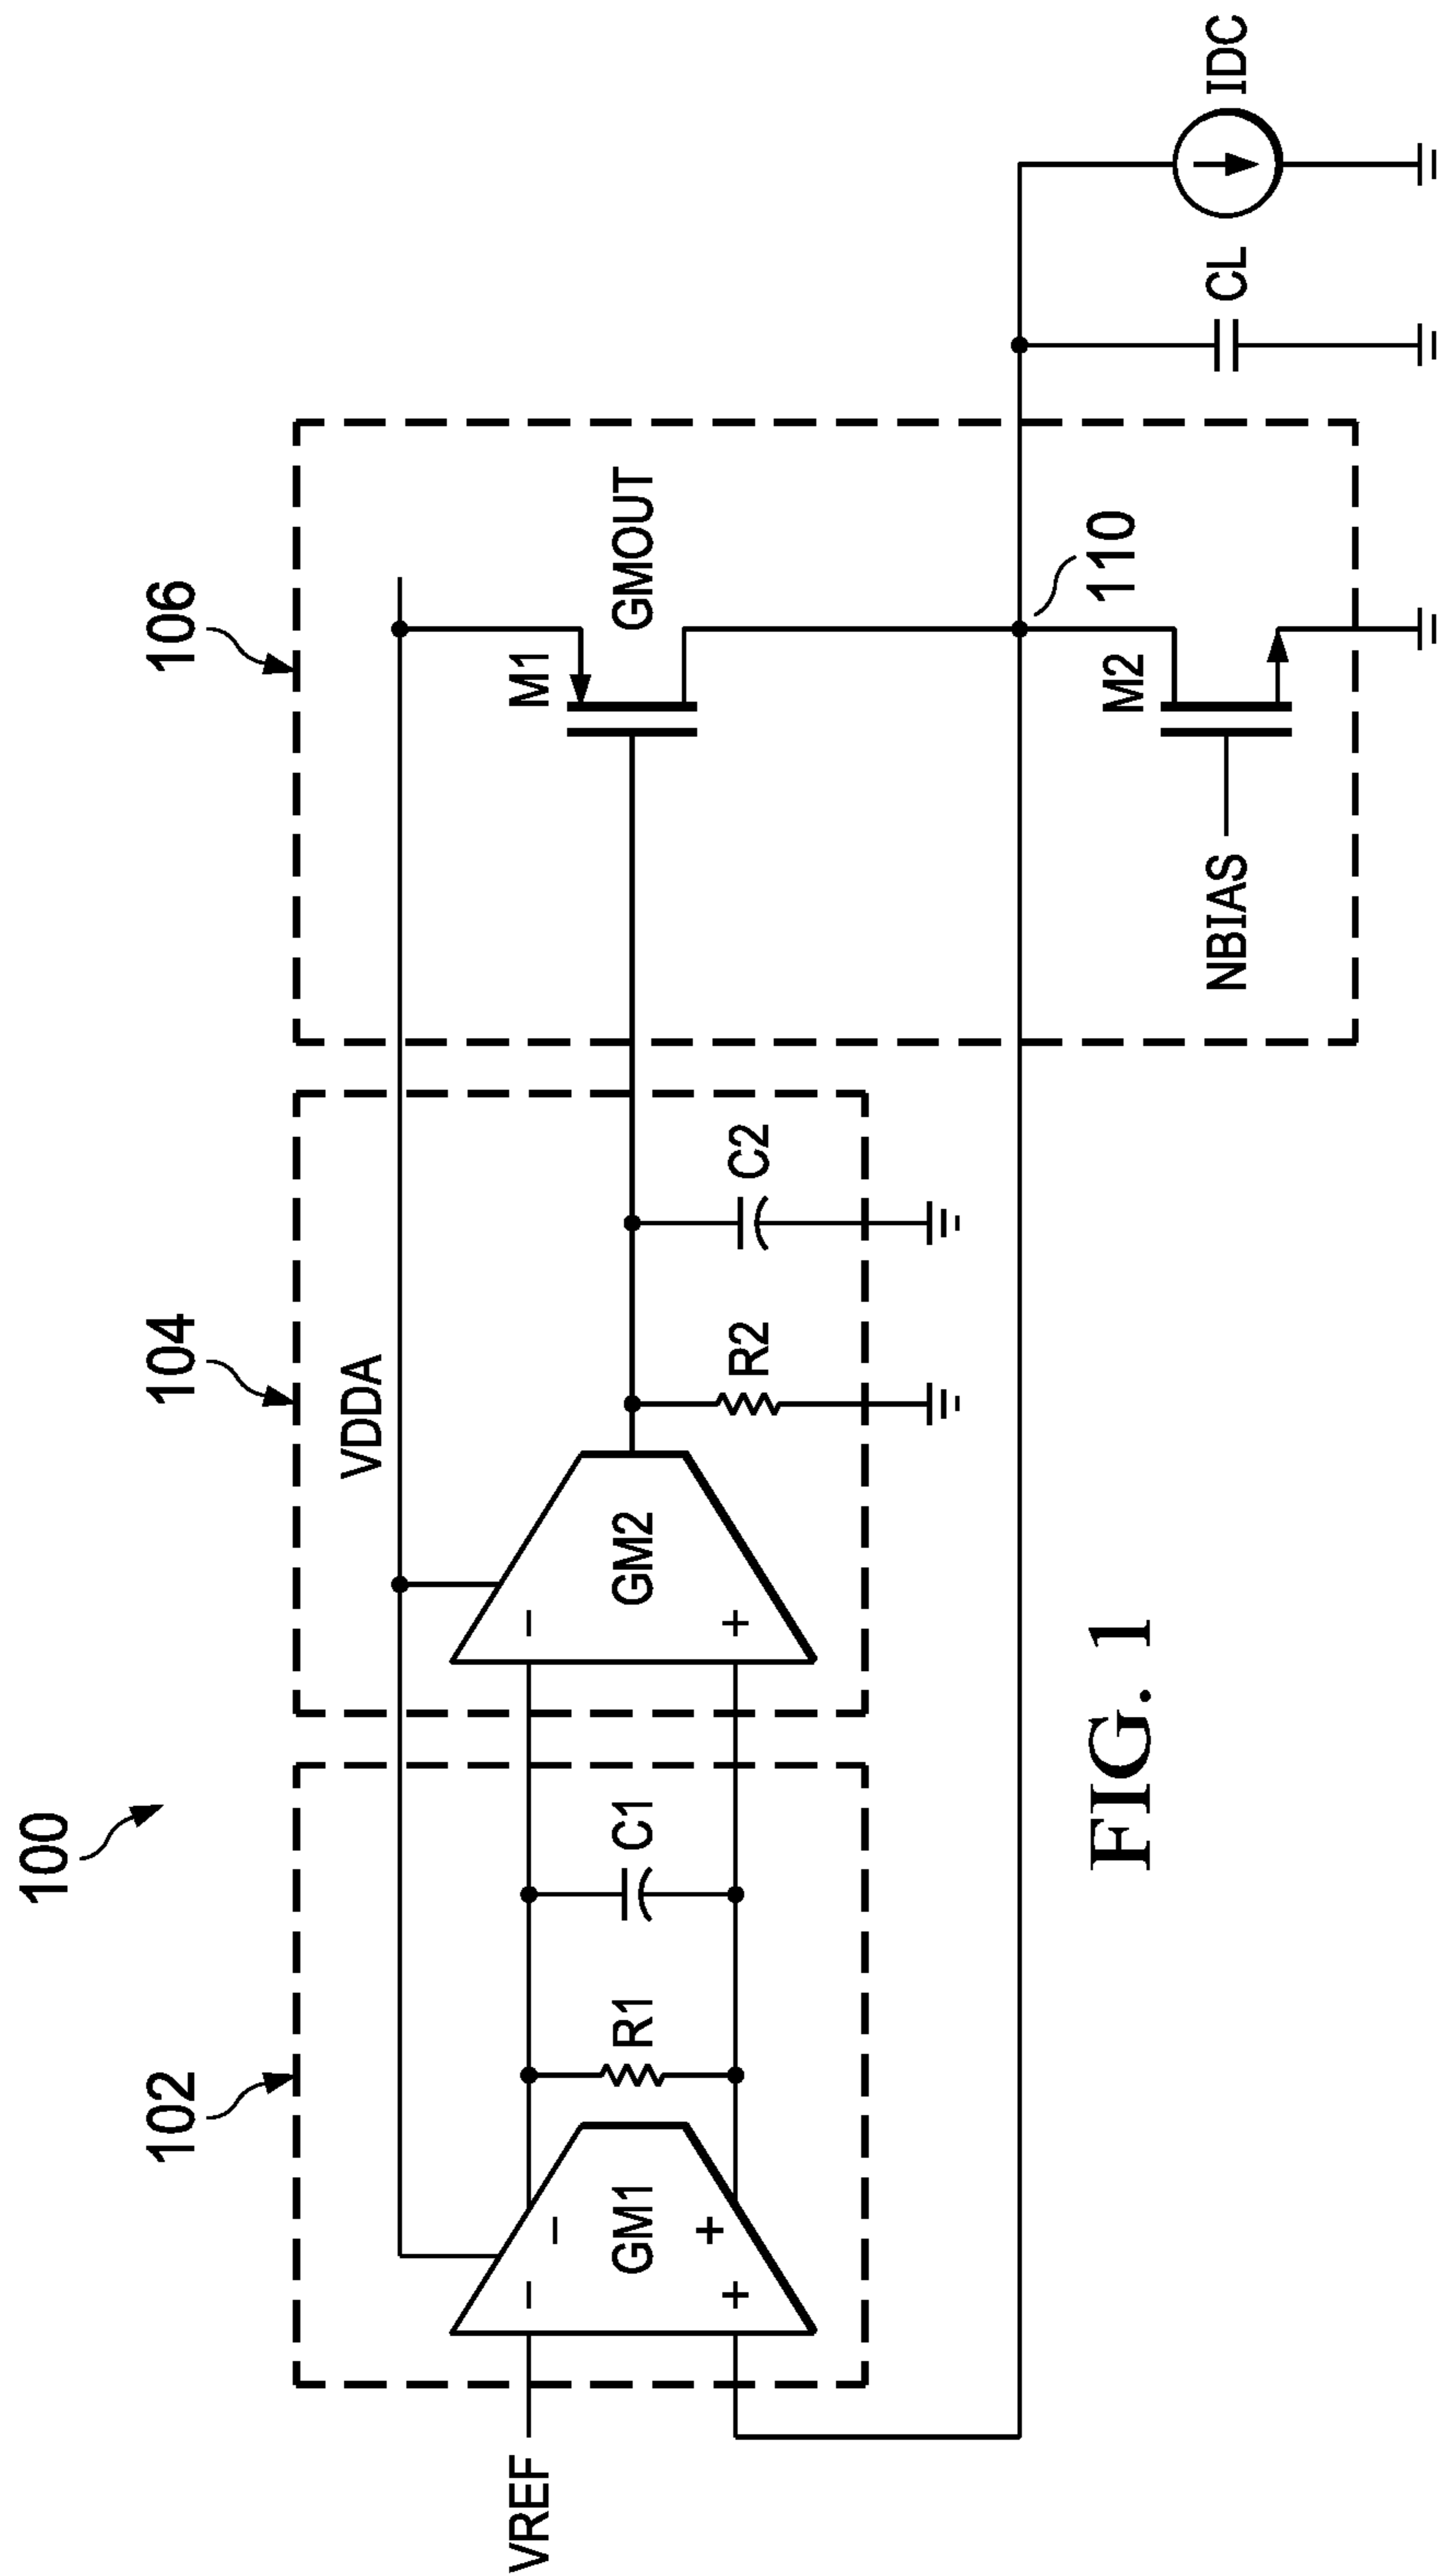 100
102
104
106
VDDA
VREF
−
+
GM1
−
+
R1
C1
−
+
GM2
R2
C2
M1
GMOUT
110
M2
NBIAS
CL
IDC
FIG. 1